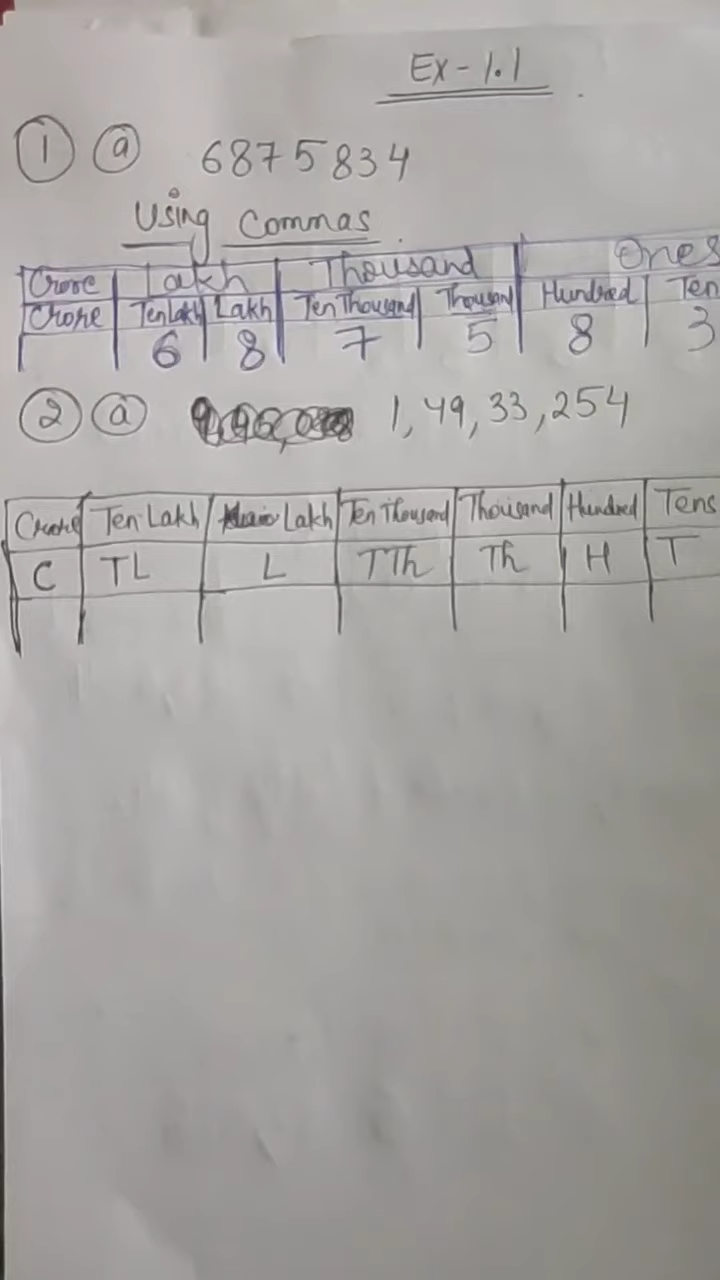 Ex-1.1
1 a 6875834
Using Commas
Crore Lakh Thousand Ones
Crore Ten Lakh Lakh Ten Thousand Thousand Hundred Ten
6 8 7 5 8 3
2 a 1,49,33,254
Crore Ten Lakh Lakh Ten Thousand Thousand Hundred Tens
C TL L TTh Th H T